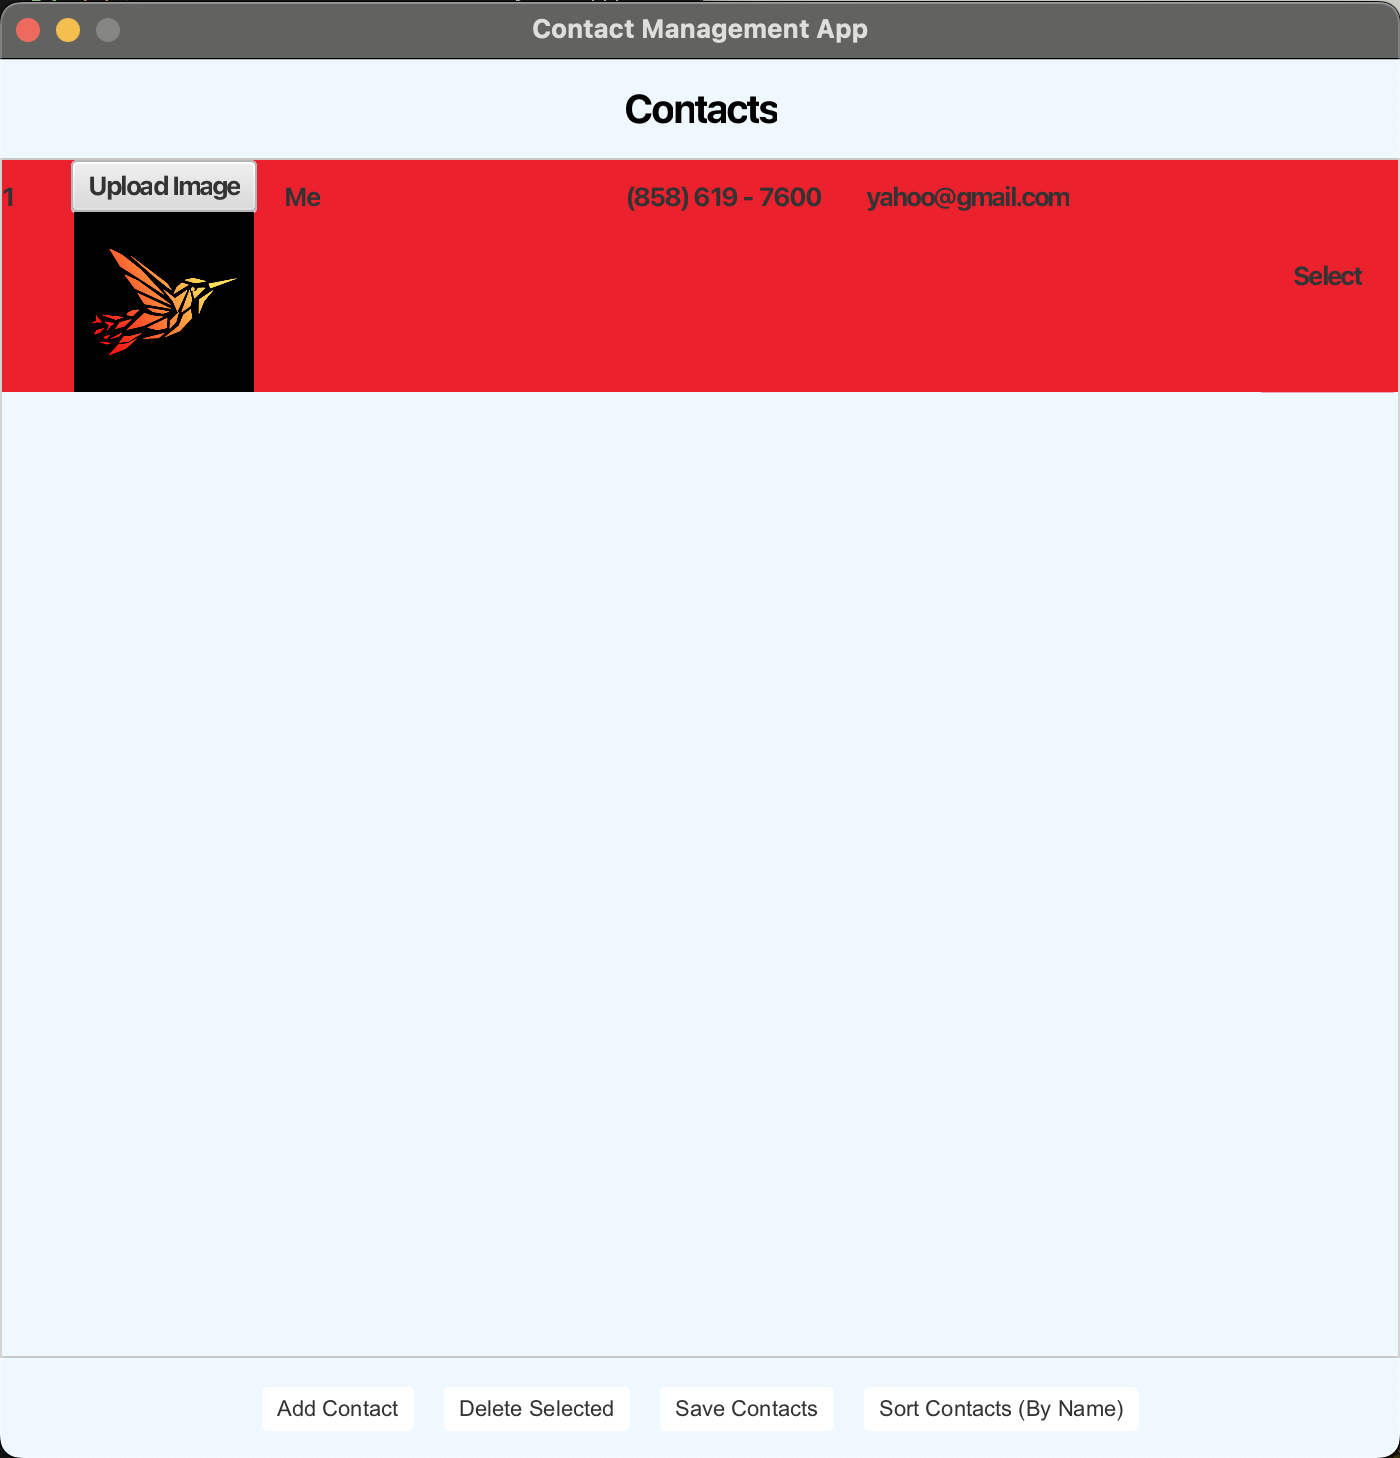 Contact Management App
Contacts
1 Upload Image Me (858) 619 - 7600 yahoo@gmail.com
Select
Add Contact Delete Selected Save Contacts Sort Contacts (By Name)